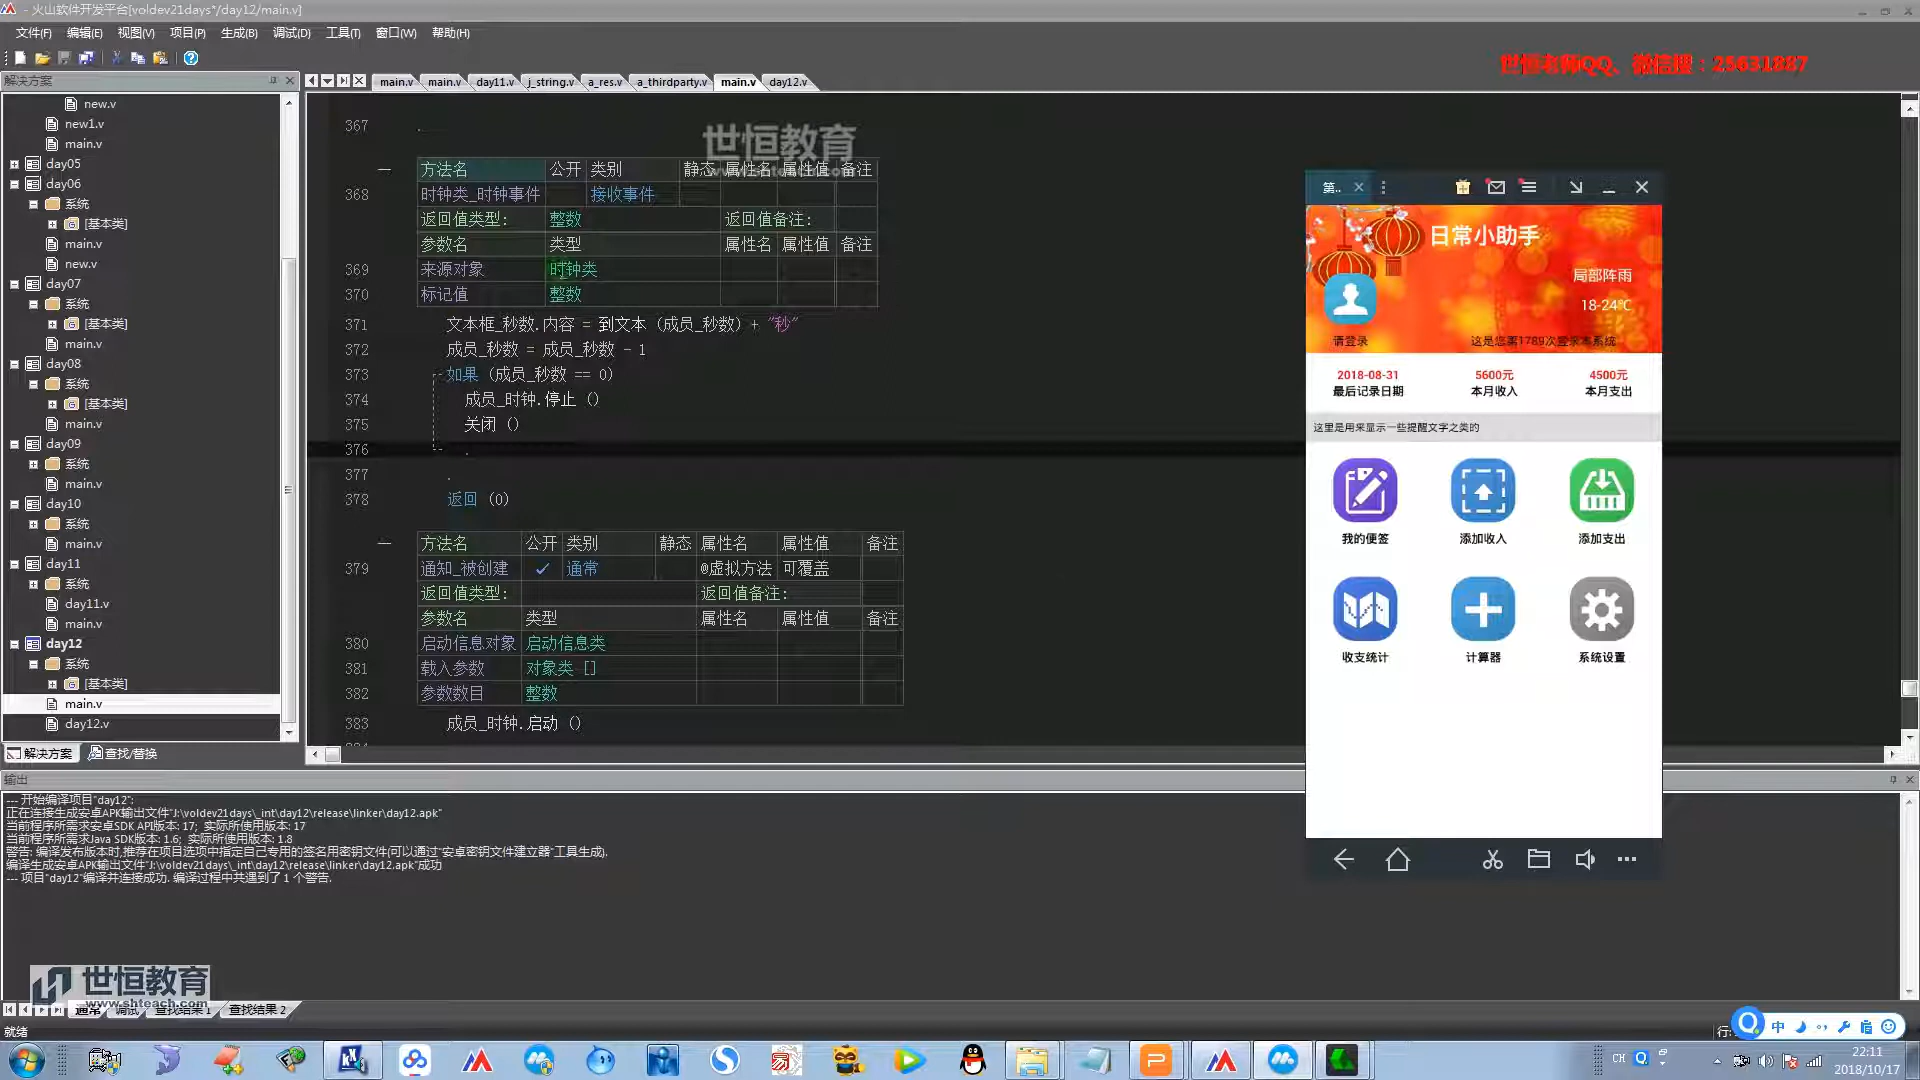 - 火山软件开发平台[voldev21days*/day12/main.v]
文件(F) 编辑(E) 视图(V) 项目(P) 生成(B) 调试(D) 工具(T) 窗口(W) 帮助(H)
世恒老师QQ、微信搜：25631887
解决方案
main.v main.v day11.v j_string.v a_res.v a_thirdparty.v main.v day12.v
new.v
new1.v
main.v
day05
day06
系统
[基本类]
main.v
new.v
day07
系统
[基本类]
main.v
day08
系统
[基本类]
main.v
day09
系统
main.v
day10
系统
main.v
day11
系统
day11.v
main.v
day12
系统
[基本类]
main.v
day12.v
解决方案 查找/替换
367
世恒教育
方法名 公开 类别 静态 属性名 属性值 备注
368 时钟类_时钟事件 接收事件
返回值类型: 整数 返回值备注:
参数名 类型 属性名 属性值 备注
369 来源对象 时钟类
370 标记值 整数
371 文本框_秒数.内容 = 到文本 (成员_秒数) + "秒"
372 成员_秒数 = 成员_秒数 - 1
373 如果 (成员_秒数 == 0)
374 成员_时钟.停止 ()
375 关闭 ()
376
377
378 返回 (0)
方法名 公开 类别 静态 属性名 属性值 备注
379 通知_被创建 ✓ 通常 @虚拟方法 可覆盖
返回值类型: 返回值备注:
参数名 类型 属性名 属性值 备注
380 启动信息对象 启动信息类
381 载入参数 对象类 []
382 参数数目 整数
383 成员_时钟.启动 ()
第..
日常小助手
局部阵雨
18-24℃
请登录 这是您第1789次登录本系统
2018-08-31 5600元 4500元
最后记录日期 本月收入 本月支出
这里是用来显示一些提醒文字之类的
我的便签 添加收入 添加支出
收支统计 计算器 系统设置
输出
--- 开始编译项目"day12":
正在连接生成安卓APK输出文件"J:\voldev21days\_int\day12\release\linker\day12.apk"
当前程序所需求安卓SDK API版本: 17; 实际所使用版本: 17
当前程序所需求Java SDK版本: 1.6; 实际所使用版本: 1.8
警告: 编译发布版本时,推荐在项目选项中指定自己专用的签名用密钥文件(可以通过"安卓密钥文件建立器"工具生成).
编译生成安卓APK输出文件"J:\voldev21days\_int\day12\release\linker\day12.apk"成功
--- 项目"day12"编译并连接成功. 编译过程中共遇到了 1 个警告.
世恒教育
www.shteach.com
通常 调试 查找结果1 查找结果2
就绪
行:
中
CH
22:11
2018/10/17